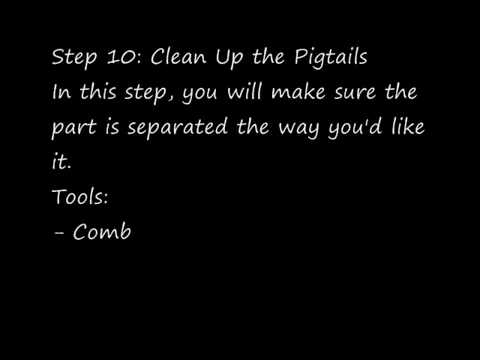 Step 10: Clean Up the Pigtails
In this step, you will make sure the
part is separated the way you'd like
it.
Tools:
- Comb